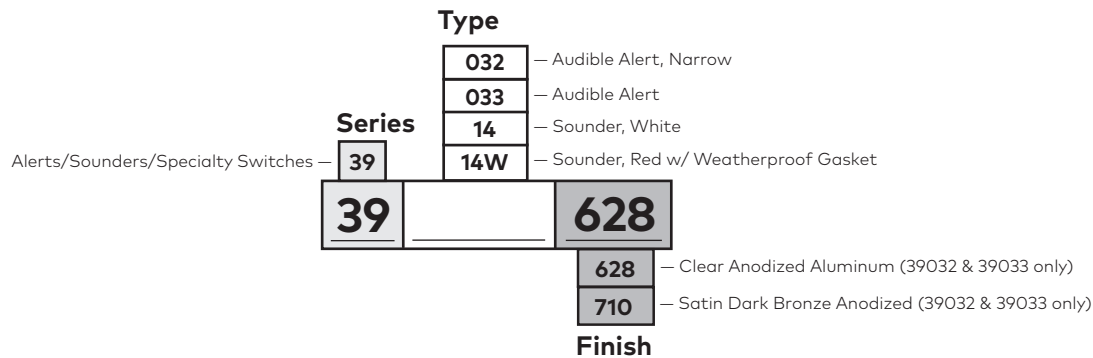 Type
032 — Audible Alert, Narrow
033 — Audible Alert
Series
14 — Sounder, White
Alerts/Sounders/Specialty Switches — 39
14W — Sounder, Red w/ Weatherproof Gasket
39 628
628 — Clear Anodized Aluminum (39032 & 39033 only)
710 — Satin Dark Bronze Anodized (39032 & 39033 only)
Finish